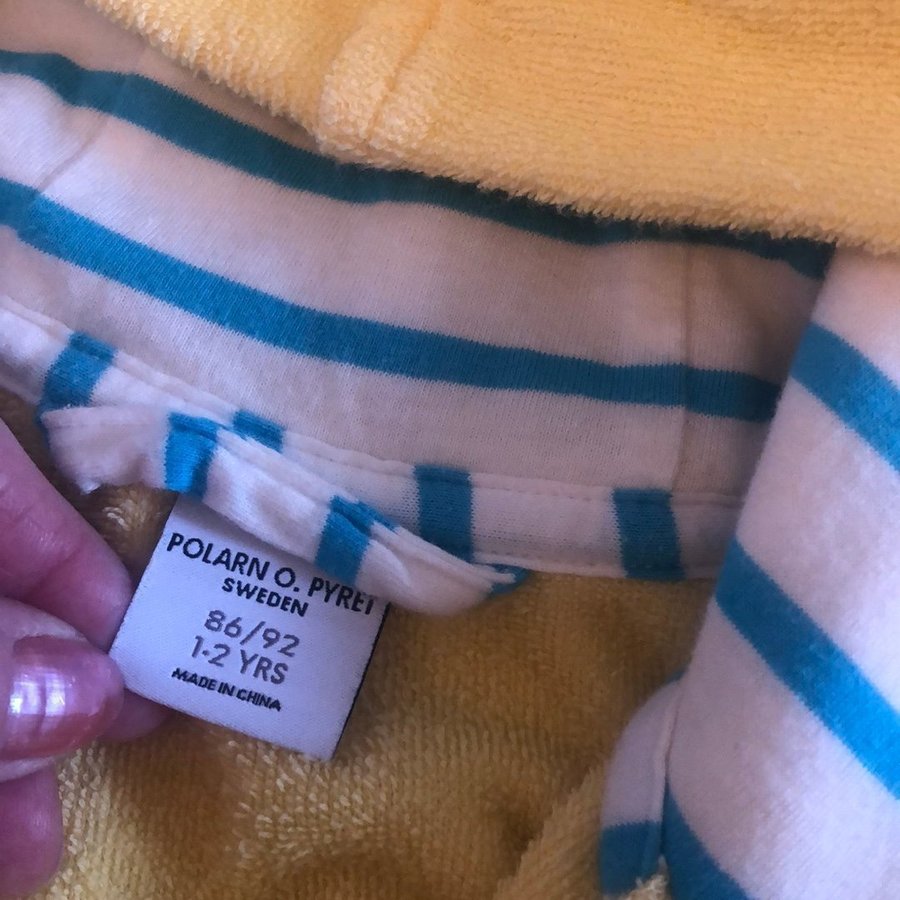 POLARN O. PYRET
SWEDEN
86/92
1-2 YRS
MADE IN CHINA